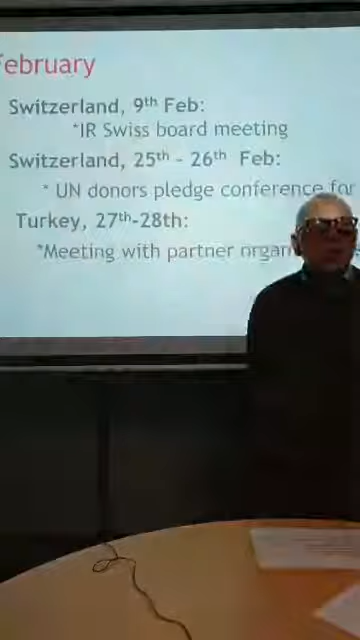 February
Switzerland, 9th Feb:
*IR Swiss board meeting
Switzerland, 25th - 26th Feb:
* UN donors pledge conference for
Turkey, 27th-28th:
*Meeting with partner